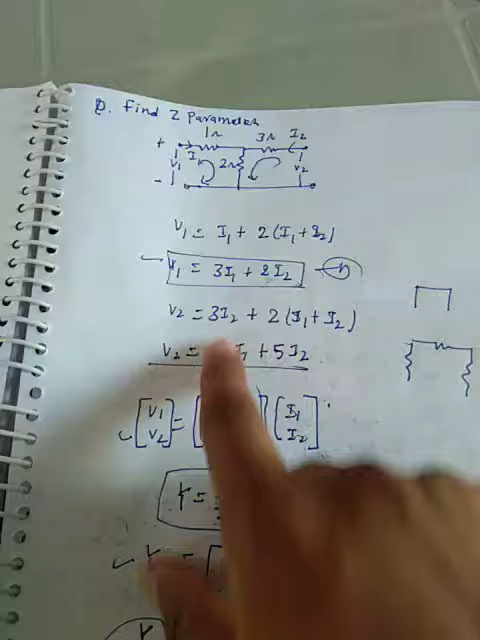 Q. Find Z Parameter
1Ω 3Ω I2
+ I1 2Ω +
V1 V2
- -
V1 = I1 + 2(I1+I2)
V1 = 3I1 + 2I2
V2 = 3I2 + 2(I1+I2)
V2 = I1 + 5I2
[V1 V2] = [ ] [I1 I2]